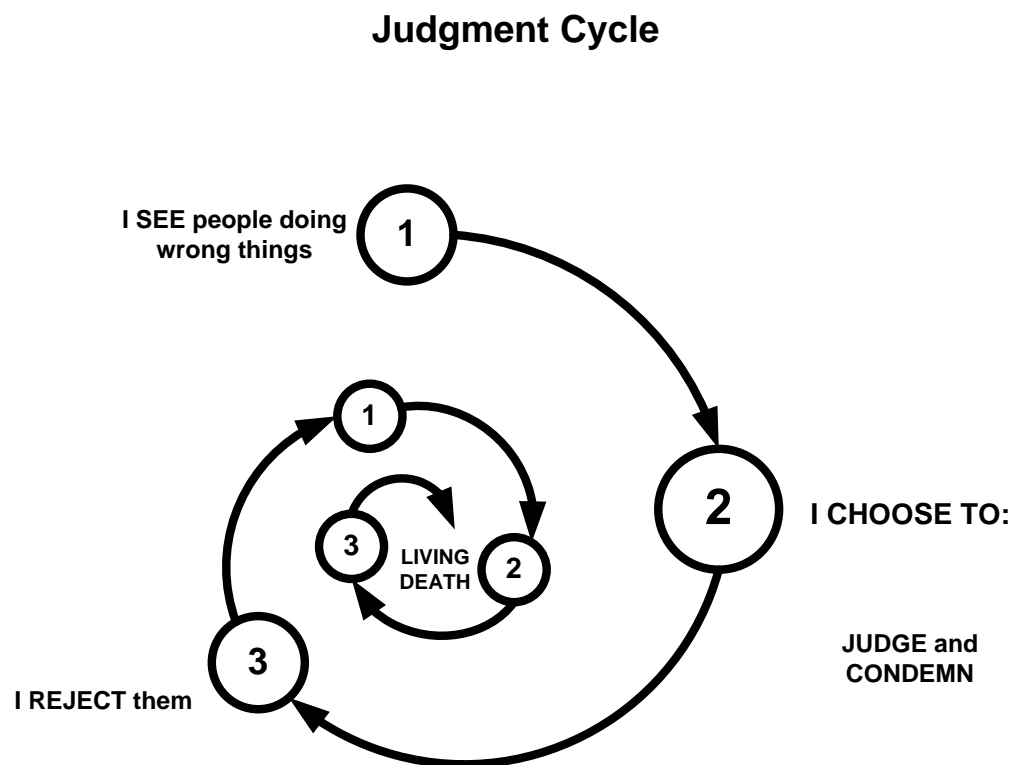 Judgment Cycle
I SEE people doing
wrong things
1
1
2
I CHOOSE TO:
3
LIVING
DEATH
2
JUDGE and
CONDEMN
3
I REJECT them